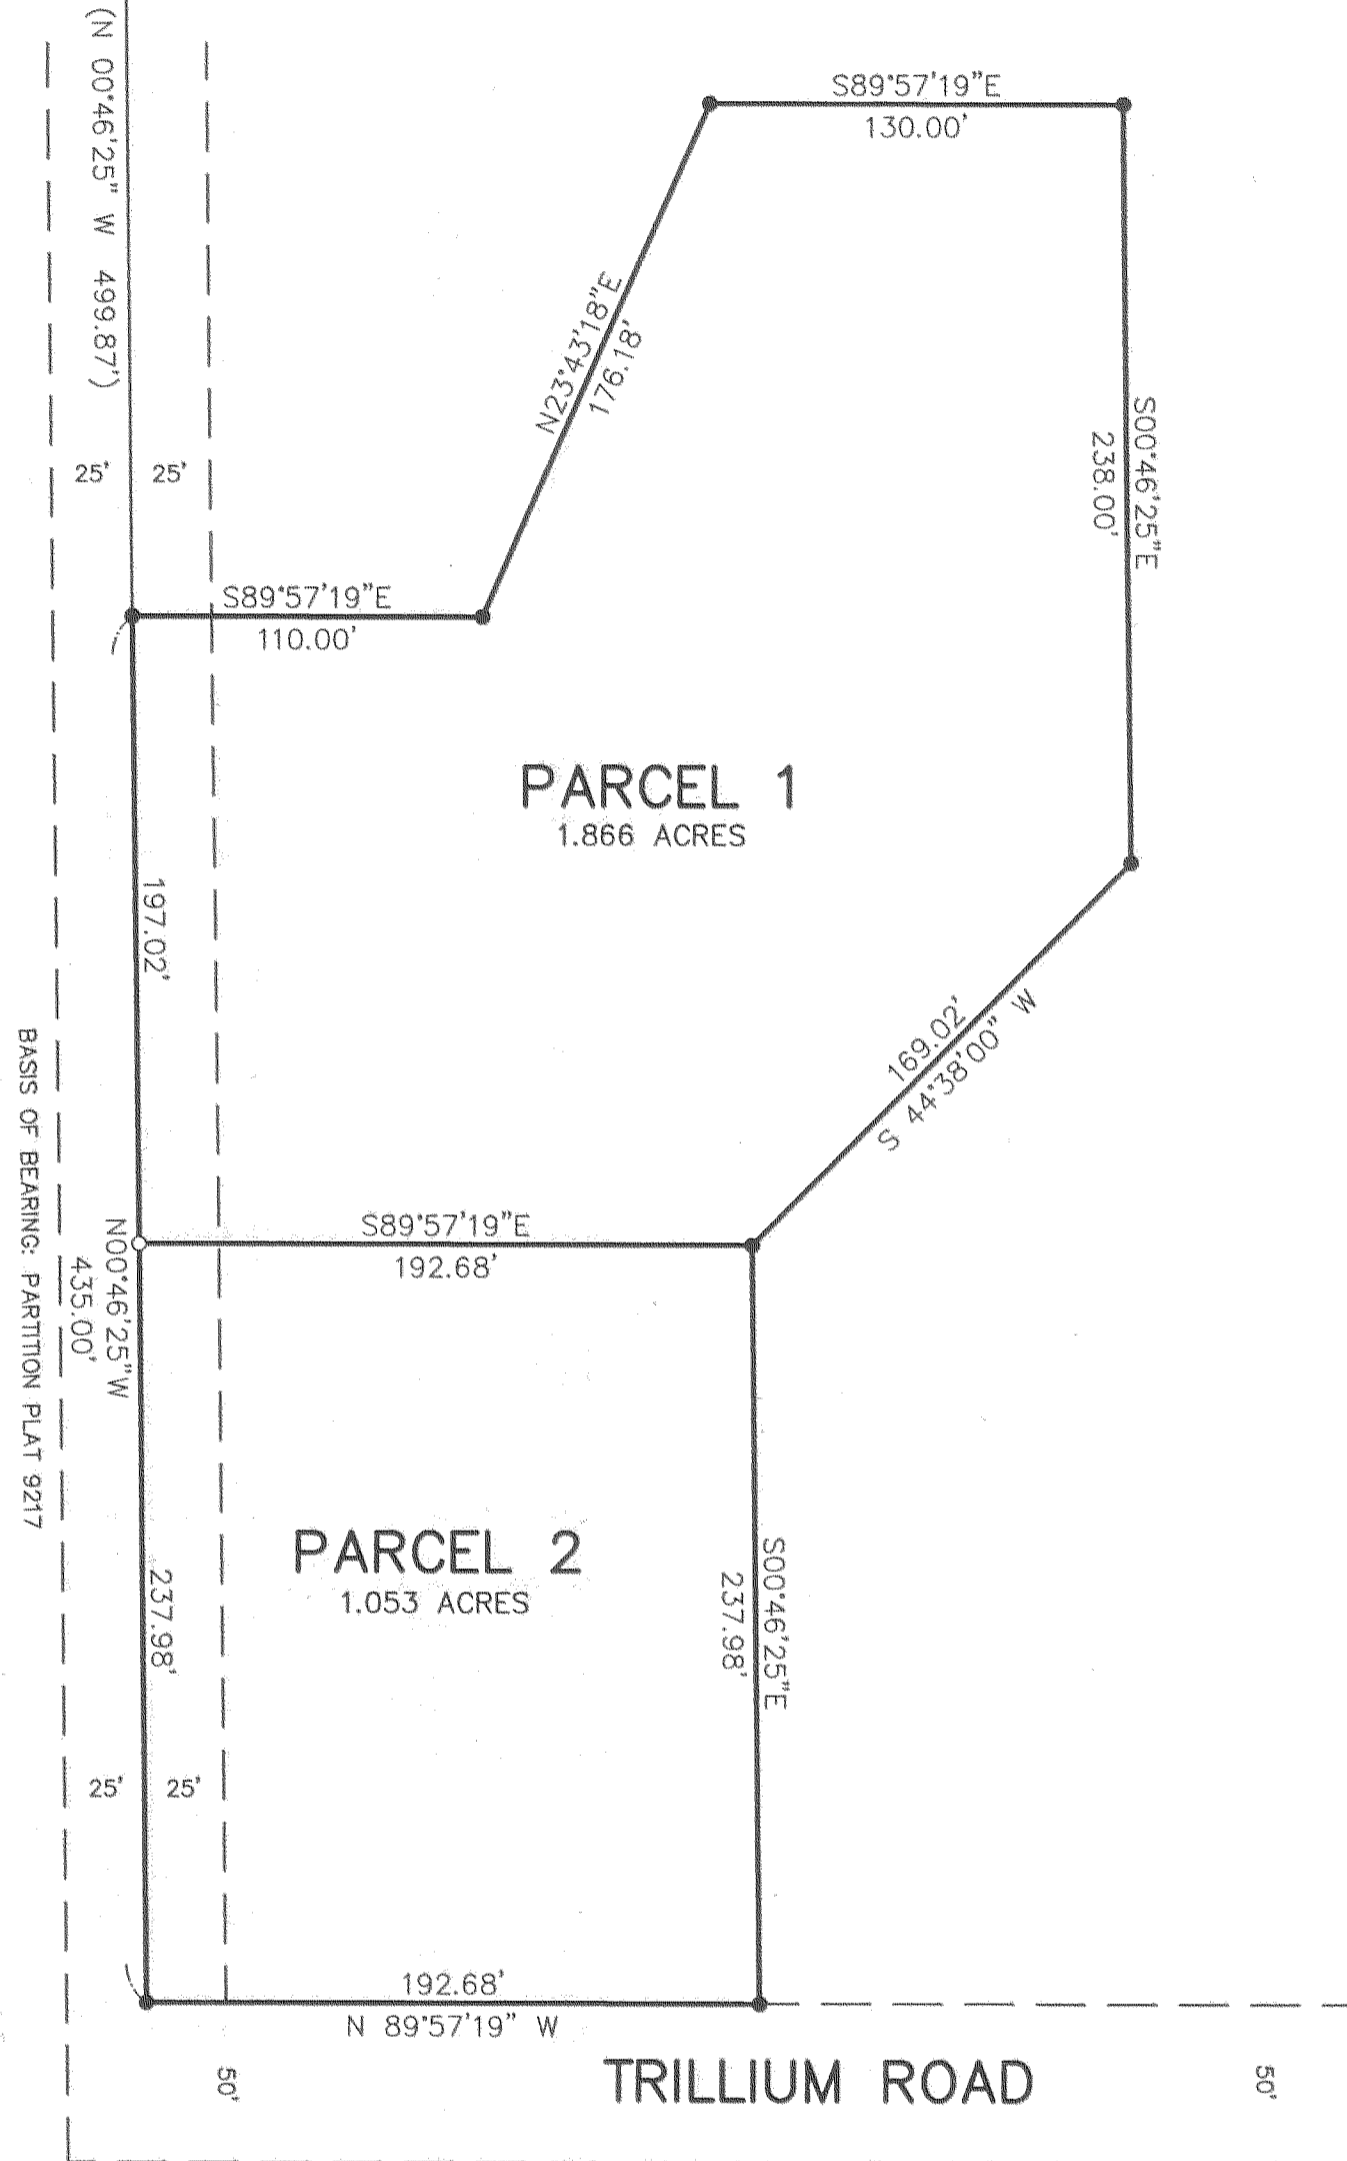 (N 00°46'25" W 499.87')
S89°57'19"E
130.00'
N23°43'18"E
176.18'
S00°46'25"E
238.00'
25' 25'
S89°57'19"E
110.00'
PARCEL 1
1.866 ACRES
197.02'
169.02'
S 44°38'00" W
BASIS OF BEARING: PARTITION PLAT 9217
S89°57'19"E
192.68'
N00°46'25"W
435.00'
PARCEL 2
1.053 ACRES
237.98'
S00°46'25"E
237.98'
25' 25'
192.68'
N 89°57'19" W
50'
TRILLIUM ROAD
50'